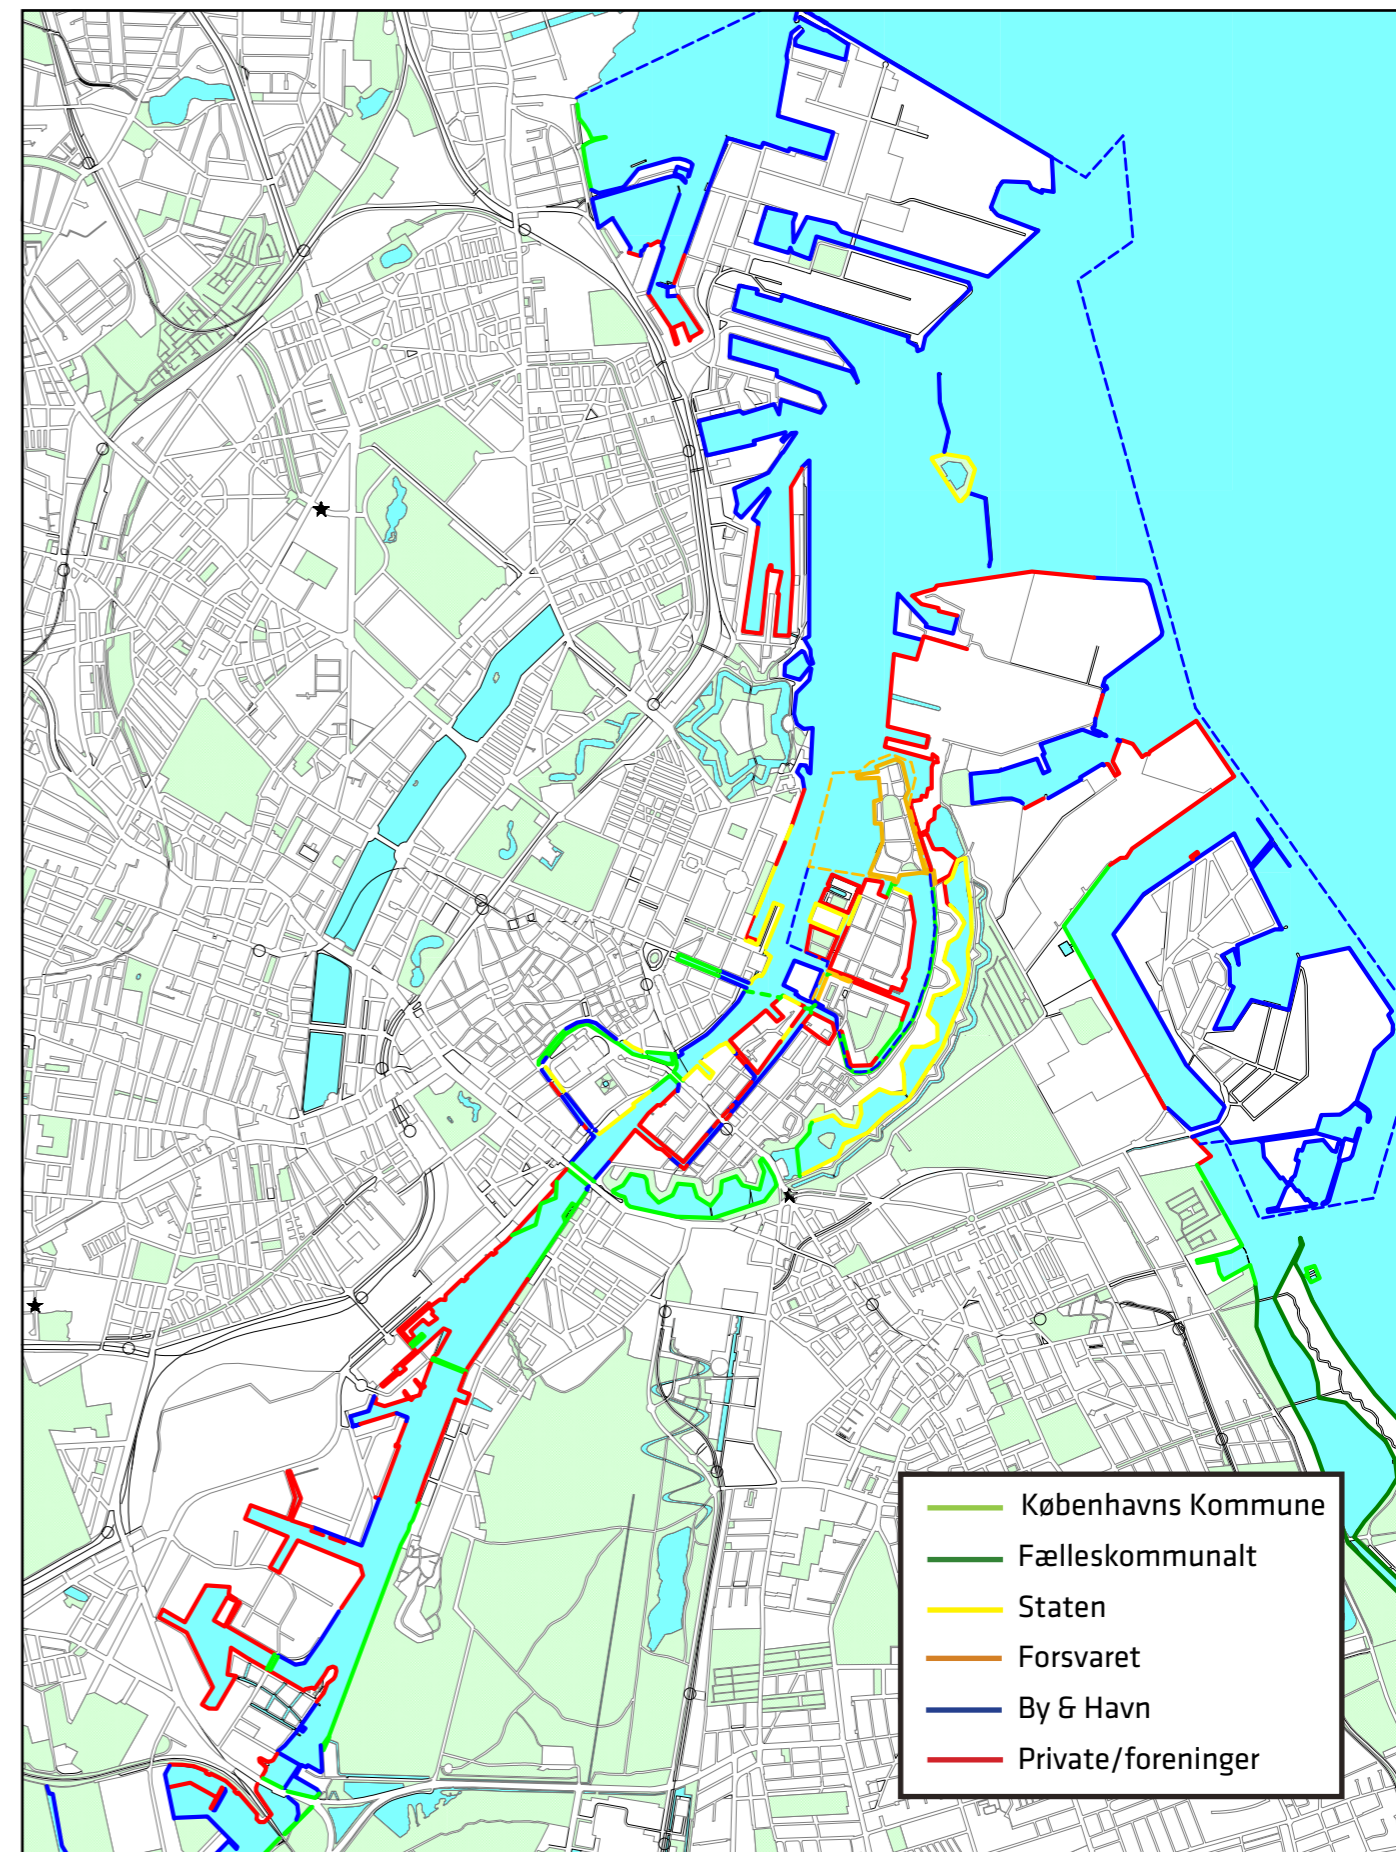 Københavns Kommune
Fælleskommunalt
Staten
Forsvaret
By & Havn
Private/foreninger